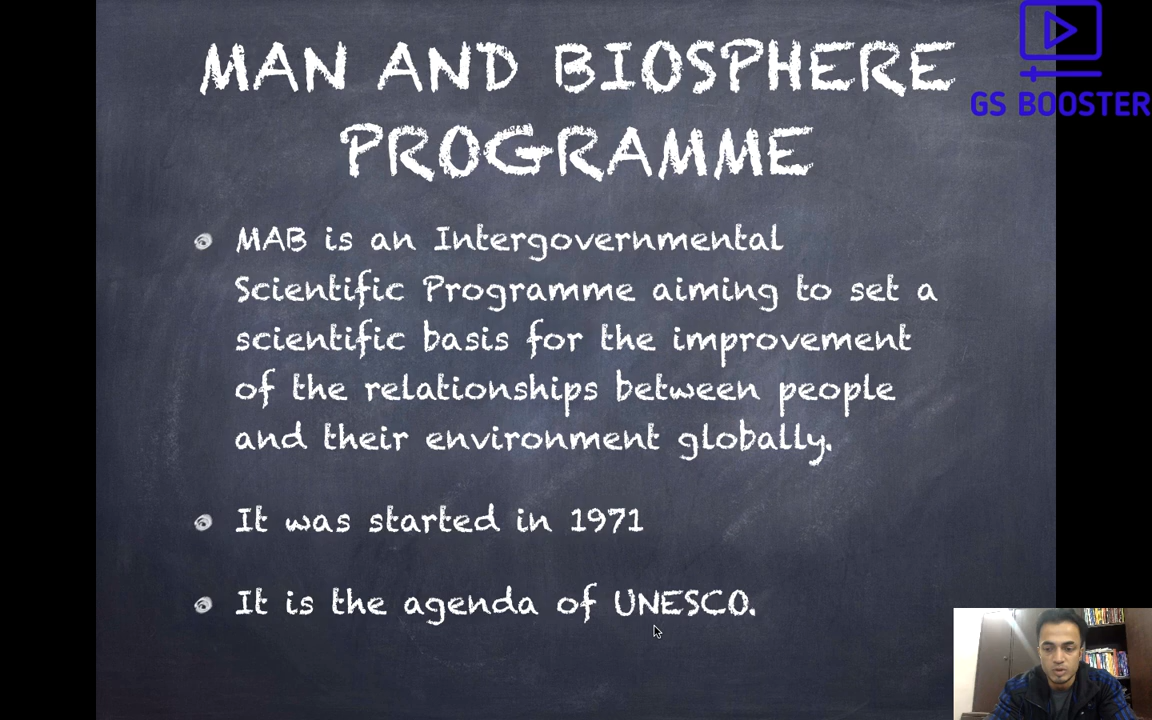 MAN AND BIOSPHERE
PROGRAMME
GS BOOSTER
MAB is an Intergovernmental
Scientific Programme aiming to set a
scientific basis for the improvement
of the relationships between people
and their environment globally.
It was started in 1971
It is the agenda of UNESCO.